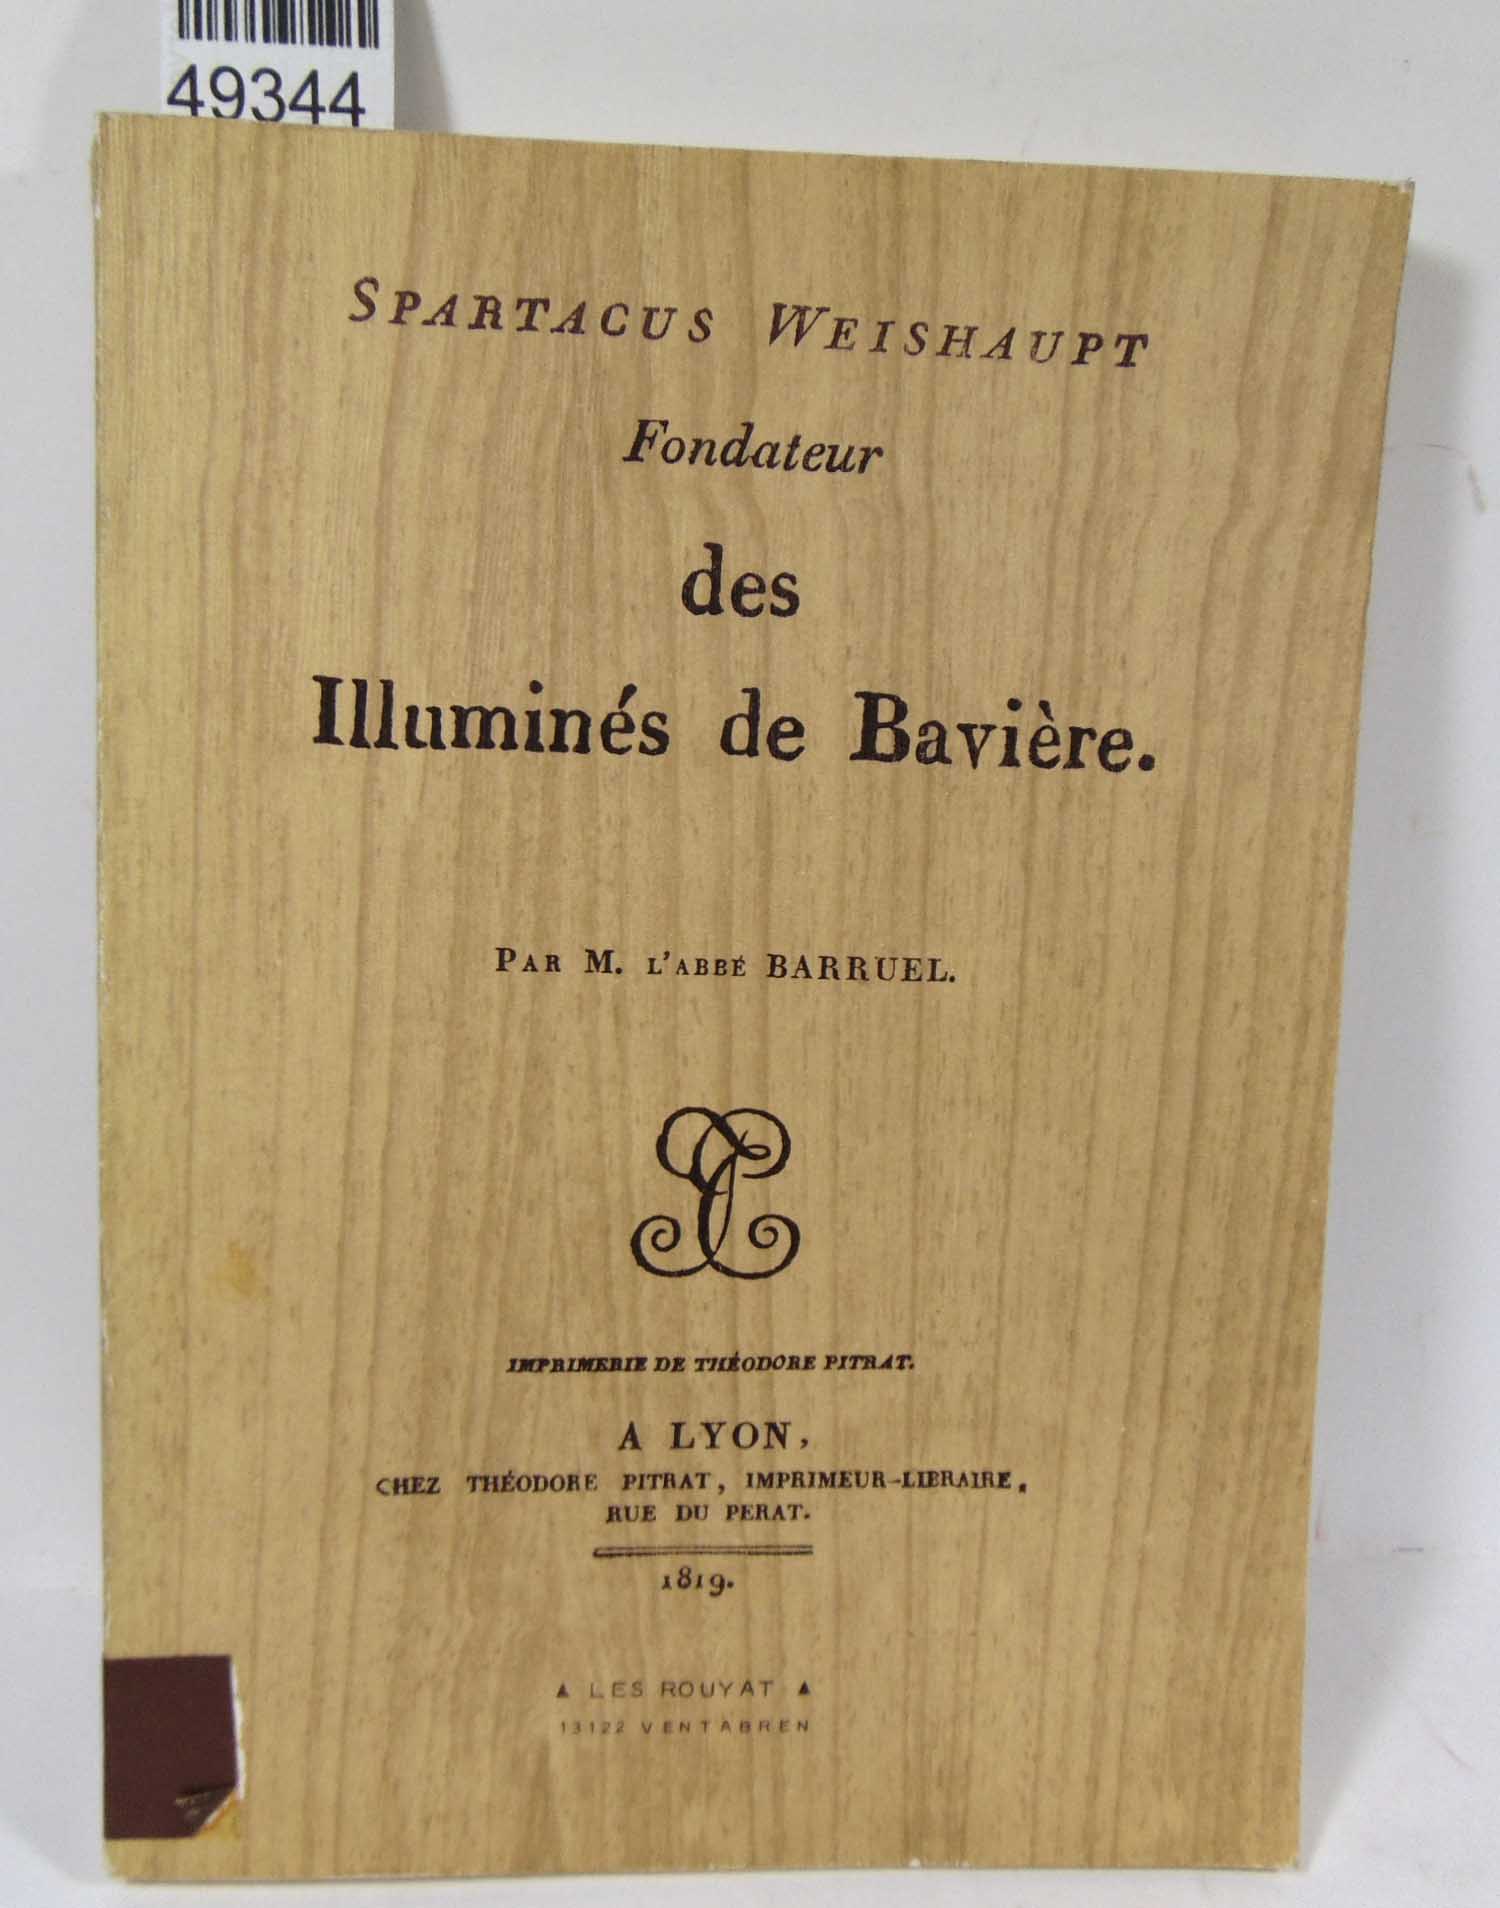 49344
SPARTACUS WEISHAUPT
Fondateur
des
Illuminés de Bavière.
PAR M. L'ABBÉ BARRUEL.
IMPRIMERIE DE THÉODORE PITRAT.
A LYON,
CHEZ THÉODORE PITRAT, IMPRIMEUR-LIBRAIRE,
RUE DU PERAT.
1819.
▲ LES ROUYAT ▲
13122 VENTABREN